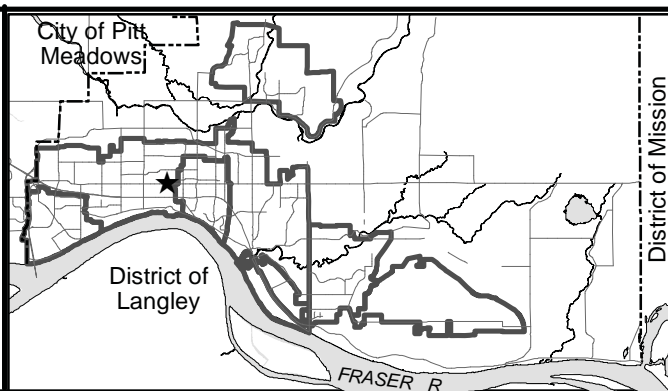 City of Pitt
Meadows
District of Mission
District of
Langley
FRASER R.